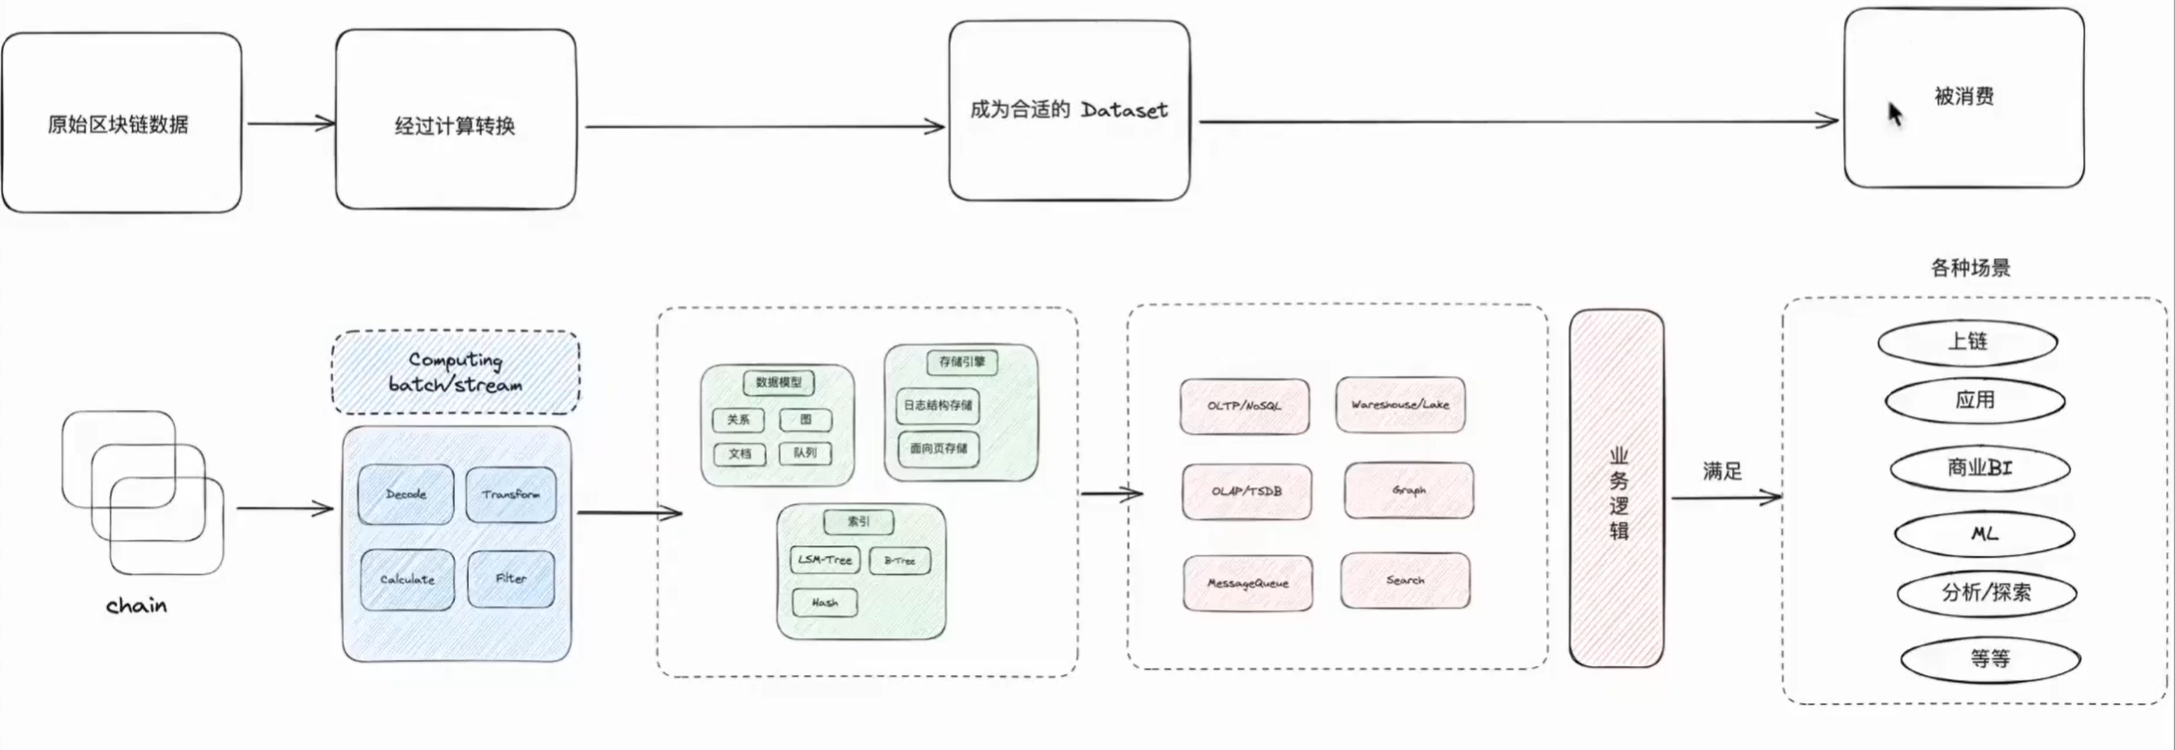 原始区块链数据
经过计算转换
成为合适的 Dataset
被消费
各种场景
chain
Computing
batch/stream
Decode
Transform
Calculate
Filter
数据模型
关系
图
文档
队列
存储引擎
日志结构存储
面向页存储
索引
LSM-Tree
B-Tree
Hash
OLTP/NoSQL
Wareshouse/Lake
OLAP/TSDB
Graph
MessageQueue
Search
业
务
逻
辑
满足
上链
应用
商业BI
ML
分析/探索
等等